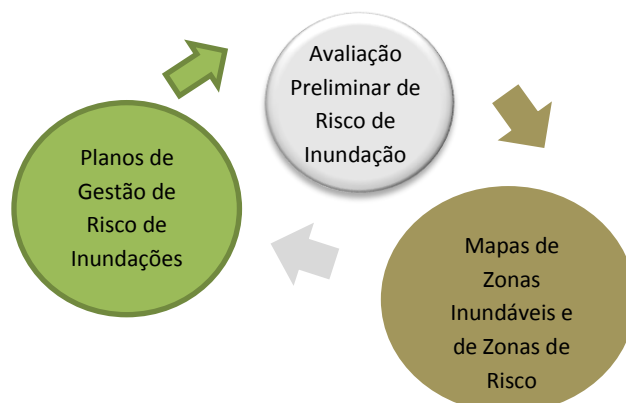 Avaliação
Preliminar de
Risco de
Inundação
Planos de
Gestão de
Risco de
Inundações
Mapas de
Zonas
Inundáveis e
de Zonas de
Risco